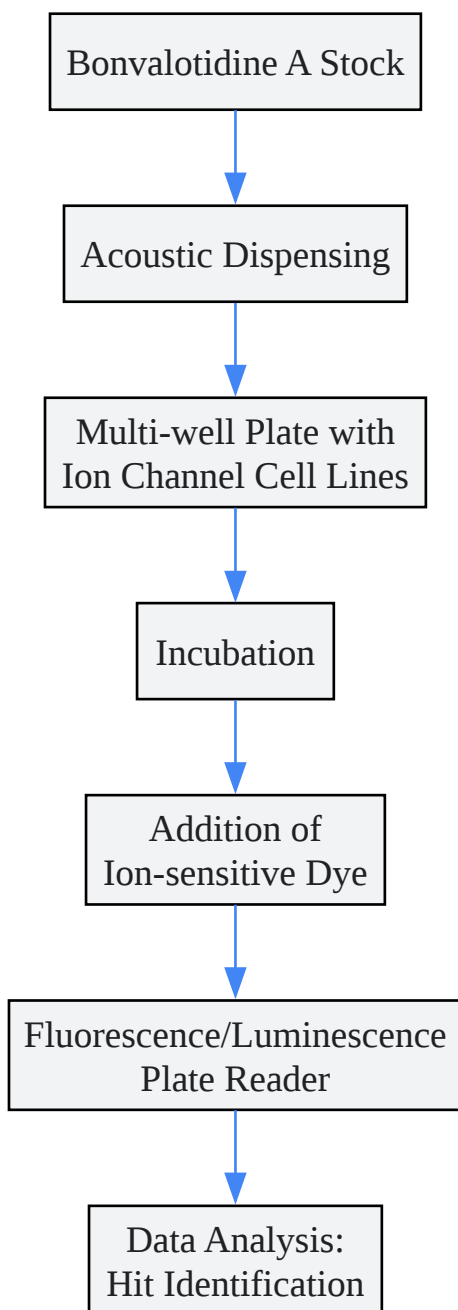 Bonvalotidine A Stock
Acoustic Dispensing
Multi-well Plate with
Ion Channel Cell Lines
Incubation
Addition of
Ion-sensitive Dye
Fluorescence/Luminescence
Plate Reader
Data Analysis:
Hit Identification